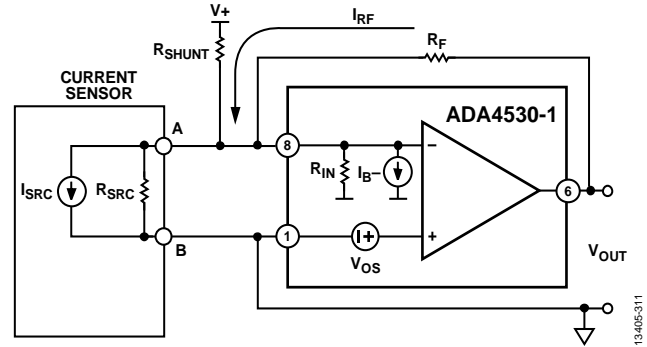 V+
I_RF
R_SHUNT
R_F
CURRENT
SENSOR
ADA4530-1
A
8
R_IN
I_B–
–
I_SRC
R_SRC
6
B
1
+
+
V_OS
V_OUT
13405-311